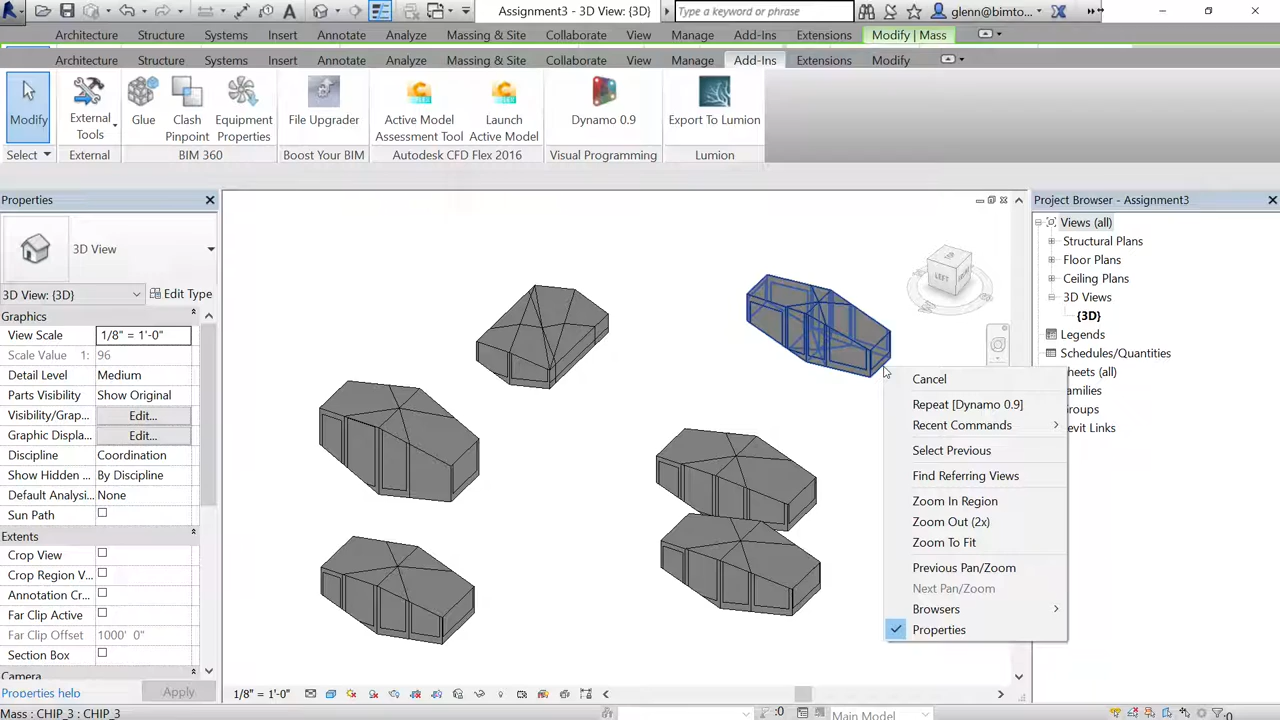 Assignment3 - 3D View: {3D}
Type a keyword or phrase
glenn@bimto...
Architecture Structure Systems Insert Annotate Analyze Massing & Site Collaborate View Manage Add-Ins Extensions Modify | Mass
Architecture Structure Systems Insert Annotate Analyze Massing & Site Collaborate View Manage Add-Ins Extensions Modify
Modify
External Tools
Glue
Clash Pinpoint
Equipment Properties
File Upgrader
Active Model Assessment Tool
Launch Active Model
Dynamo 0.9
Export To Lumion
Select External BIM 360 Boost Your BIM Autodesk CFD Flex 2016 Visual Programming Lumion
Properties
3D View
3D View: {3D} Edit Type
Graphics
View Scale 1/8" = 1'-0"
Scale Value 1: 96
Detail Level Medium
Parts Visibility Show Original
Visibility/Grap... Edit...
Graphic Displa... Edit...
Discipline Coordination
Show Hidden ... By Discipline
Default Analysi... None
Sun Path
Extents
Crop View
Crop Region V...
Annotation Cr...
Far Clip Active
Far Clip Offset 1000' 0"
Section Box
Camera
Properties help Apply
LEFT
Cancel
Repeat [Dynamo 0.9]
Recent Commands
Select Previous
Find Referring Views
Zoom In Region
Zoom Out (2x)
Zoom To Fit
Previous Pan/Zoom
Next Pan/Zoom
Browsers
Properties
Project Browser - Assignment3
Views (all)
Structural Plans
Floor Plans
Ceiling Plans
3D Views
{3D}
Legends
Schedules/Quantities
heets (all)
amilies
roups
evit Links
1/8" = 1'-0"
Mass : CHIP_3 : CHIP_3
:0
Main Model
:0